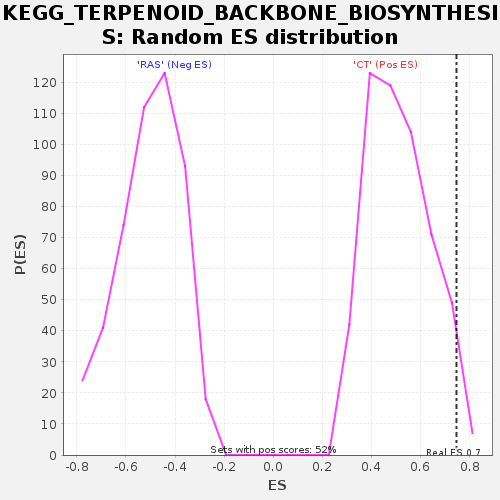 KEGG_TERPENOID_BACKBONE_BIOSYNTHESI
S: Random ES distribution
'RAS' (Neg ES)
'CT' (Pos ES)
P(ES)
120
110
100
90
80
70
60
50
40
30
20
10
0
Sets with pos scores: 52%
Real ES 0.7
-0.8 -0.6 -0.4 -0.2 0.0 0.2 0.4 0.6 0.8
ES